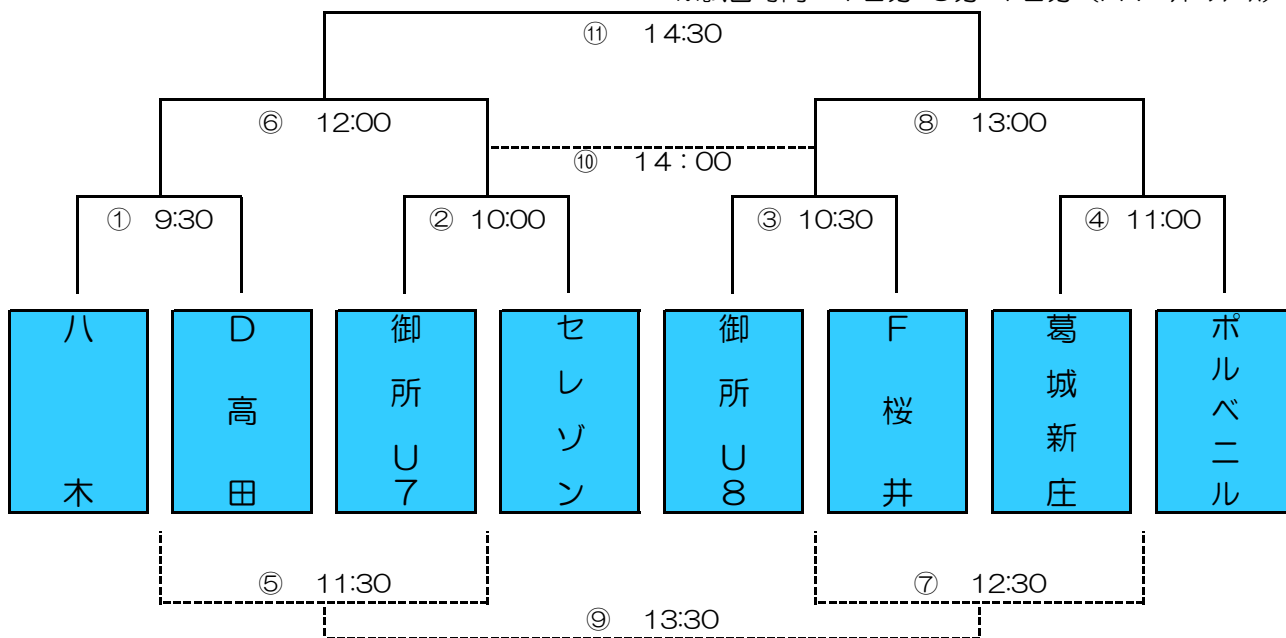 ⑪ 14:30
⑥ 12:00
⑧ 13:00
⑩ 14:00
① 9:30
② 10:00
③ 10:30
④ 11:00
八木
D高田
御所U7
セレゾン
御所U8
F桜井
葛城新庄
ポルベニル
⑤ 11:30
⑦ 12:30
⑨ 13:30